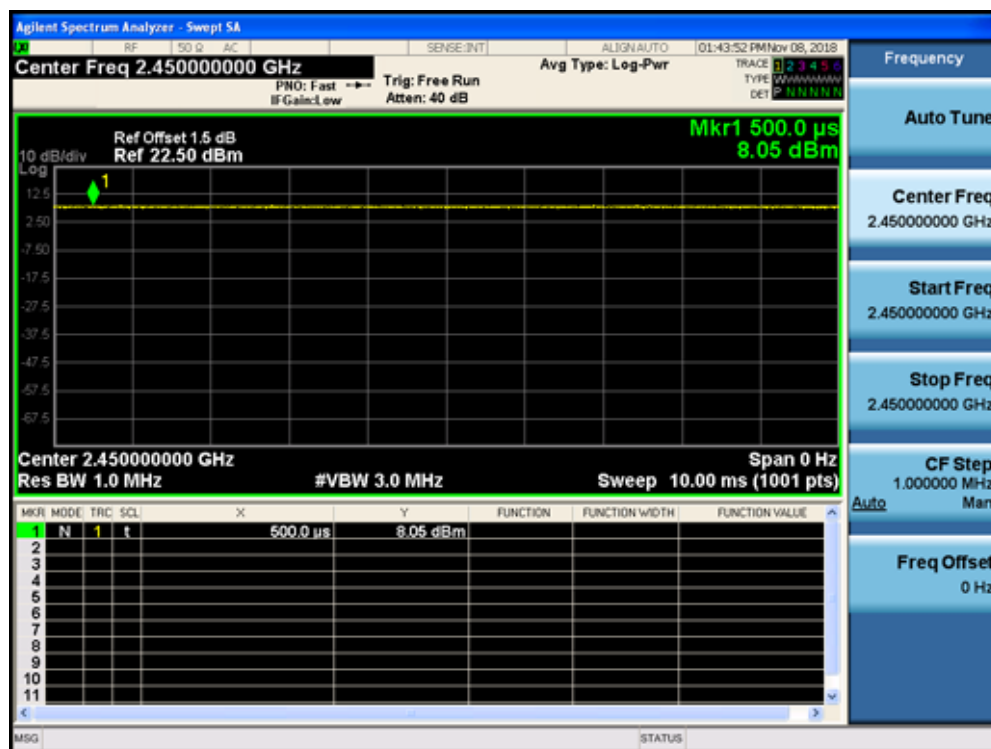 Agilent Spectrum Analyzer - Swept SA
RF 50 Ω AC SENSE:INT ALIGNAUTO 01:43:52 PM Nov 08, 2018
Center Freq 2.450000000 GHz
PNO: Fast
IFGain:Low
Trig: Free Run
Atten: 40 dB
Avg Type: Log-Pwr
TRACE 1 2 3 4 5 6
TYPE
DET P N N N N N
Ref Offset 1.5 dB
10 dB/div Ref 22.50 dBm
Mkr1 500.0 µs
8.05 dBm
Log
1
12.5
2.50
-7.50
-17.5
-27.5
-37.5
-47.5
-57.5
-67.5
Center 2.450000000 GHz Span 0 Hz
Res BW 1.0 MHz #VBW 3.0 MHz Sweep 10.00 ms (1001 pts)
MKR MODE TRC SCL X Y FUNCTION FUNCTION WIDTH FUNCTION VALUE
1 N 1 t 500.0 µs 8.05 dBm
2
3
4
5
6
7
8
9
10
11
MSG STATUS
Frequency
Auto Tune
Center Freq
2.450000000 GHz
Start Freq
2.450000000 GHz
Stop Freq
2.450000000 GHz
CF Step
1.000000 MHz
Auto Man
Freq Offset
0 Hz